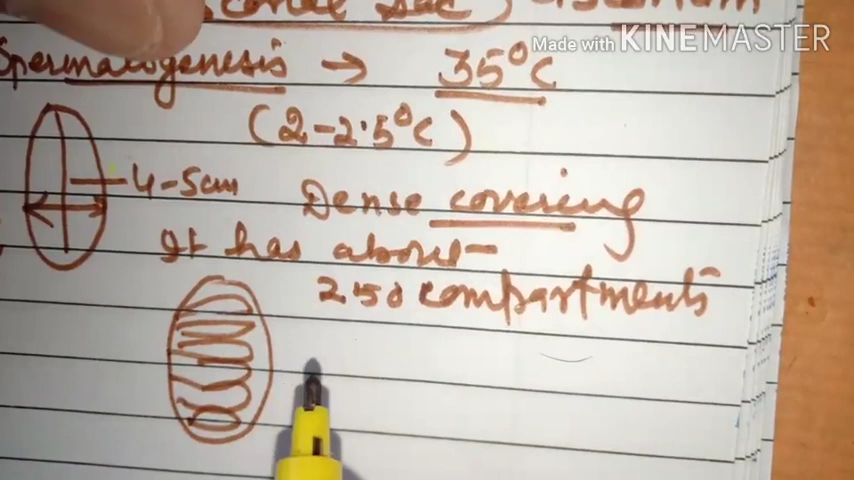 Made with KINEMASTER
Spermatogenesis → 35°C
(2-2.5°C)
4-5cm Dense covering
It has about
250 compartments